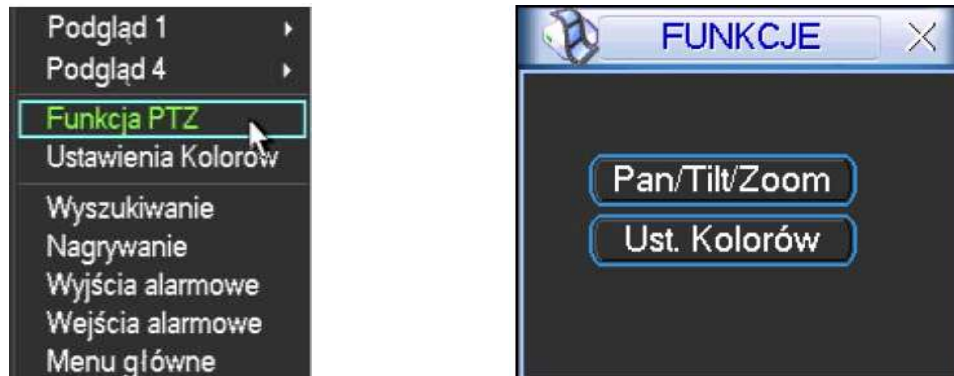 Podgląd 1
Podgląd 4
Funkcja PTZ
Ustawienia Kolorów
Wyszukiwanie
Nagrywanie
Wyjścia alarmowe
Wejścia alarmowe
Menu główne
FUNKCJE
Pan/Tilt/Zoom
Ust. Kolorów